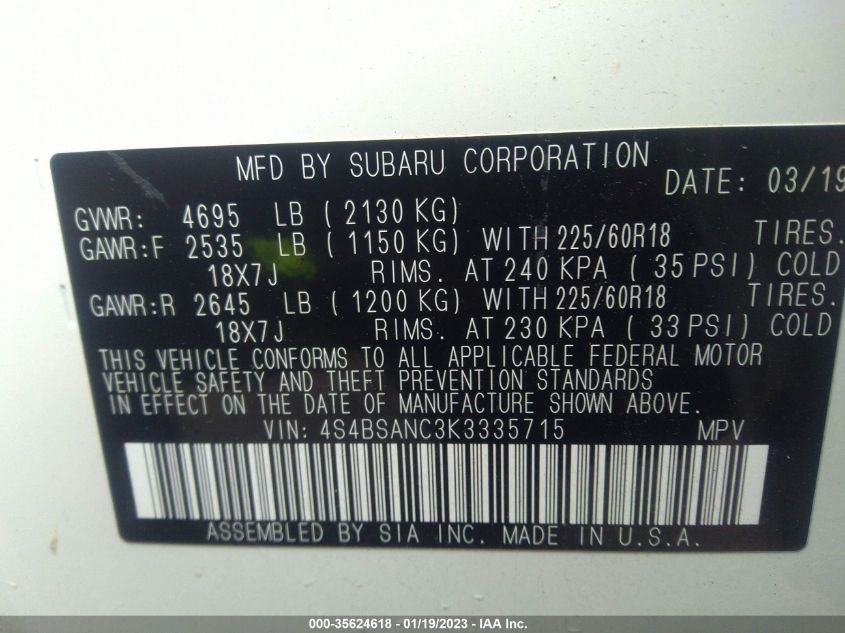 MFD BY SUBARU CORPORATION
DATE: 03/19
GVWR: 4695 LB ( 2130 KG)
GAWR:F 2535 LB ( 1150 KG) WITH 225/60R18 TIRES.
18X7J RIMS. AT 240 KPA ( 35 PSI) COLD
GAWR:R 2645 LB ( 1200 KG) WITH 225/60R18 TIRES.
18X7J RIMS. AT 230 KPA ( 33 PSI) COLD
THIS VEHICLE CONFORMS TO ALL APPLICABLE FEDERAL MOTOR
VEHICLE SAFETY AND THEFT PREVENTION STANDARDS
IN EFFECT ON THE DATE OF MANUFACTURE SHOWN ABOVE.
VIN: 4S4BSANC3K3335715 MPV
ASSEMBLED BY SIA INC. MADE IN U.S.A.
000-35624618 - 01/19/2023 - IAA Inc.